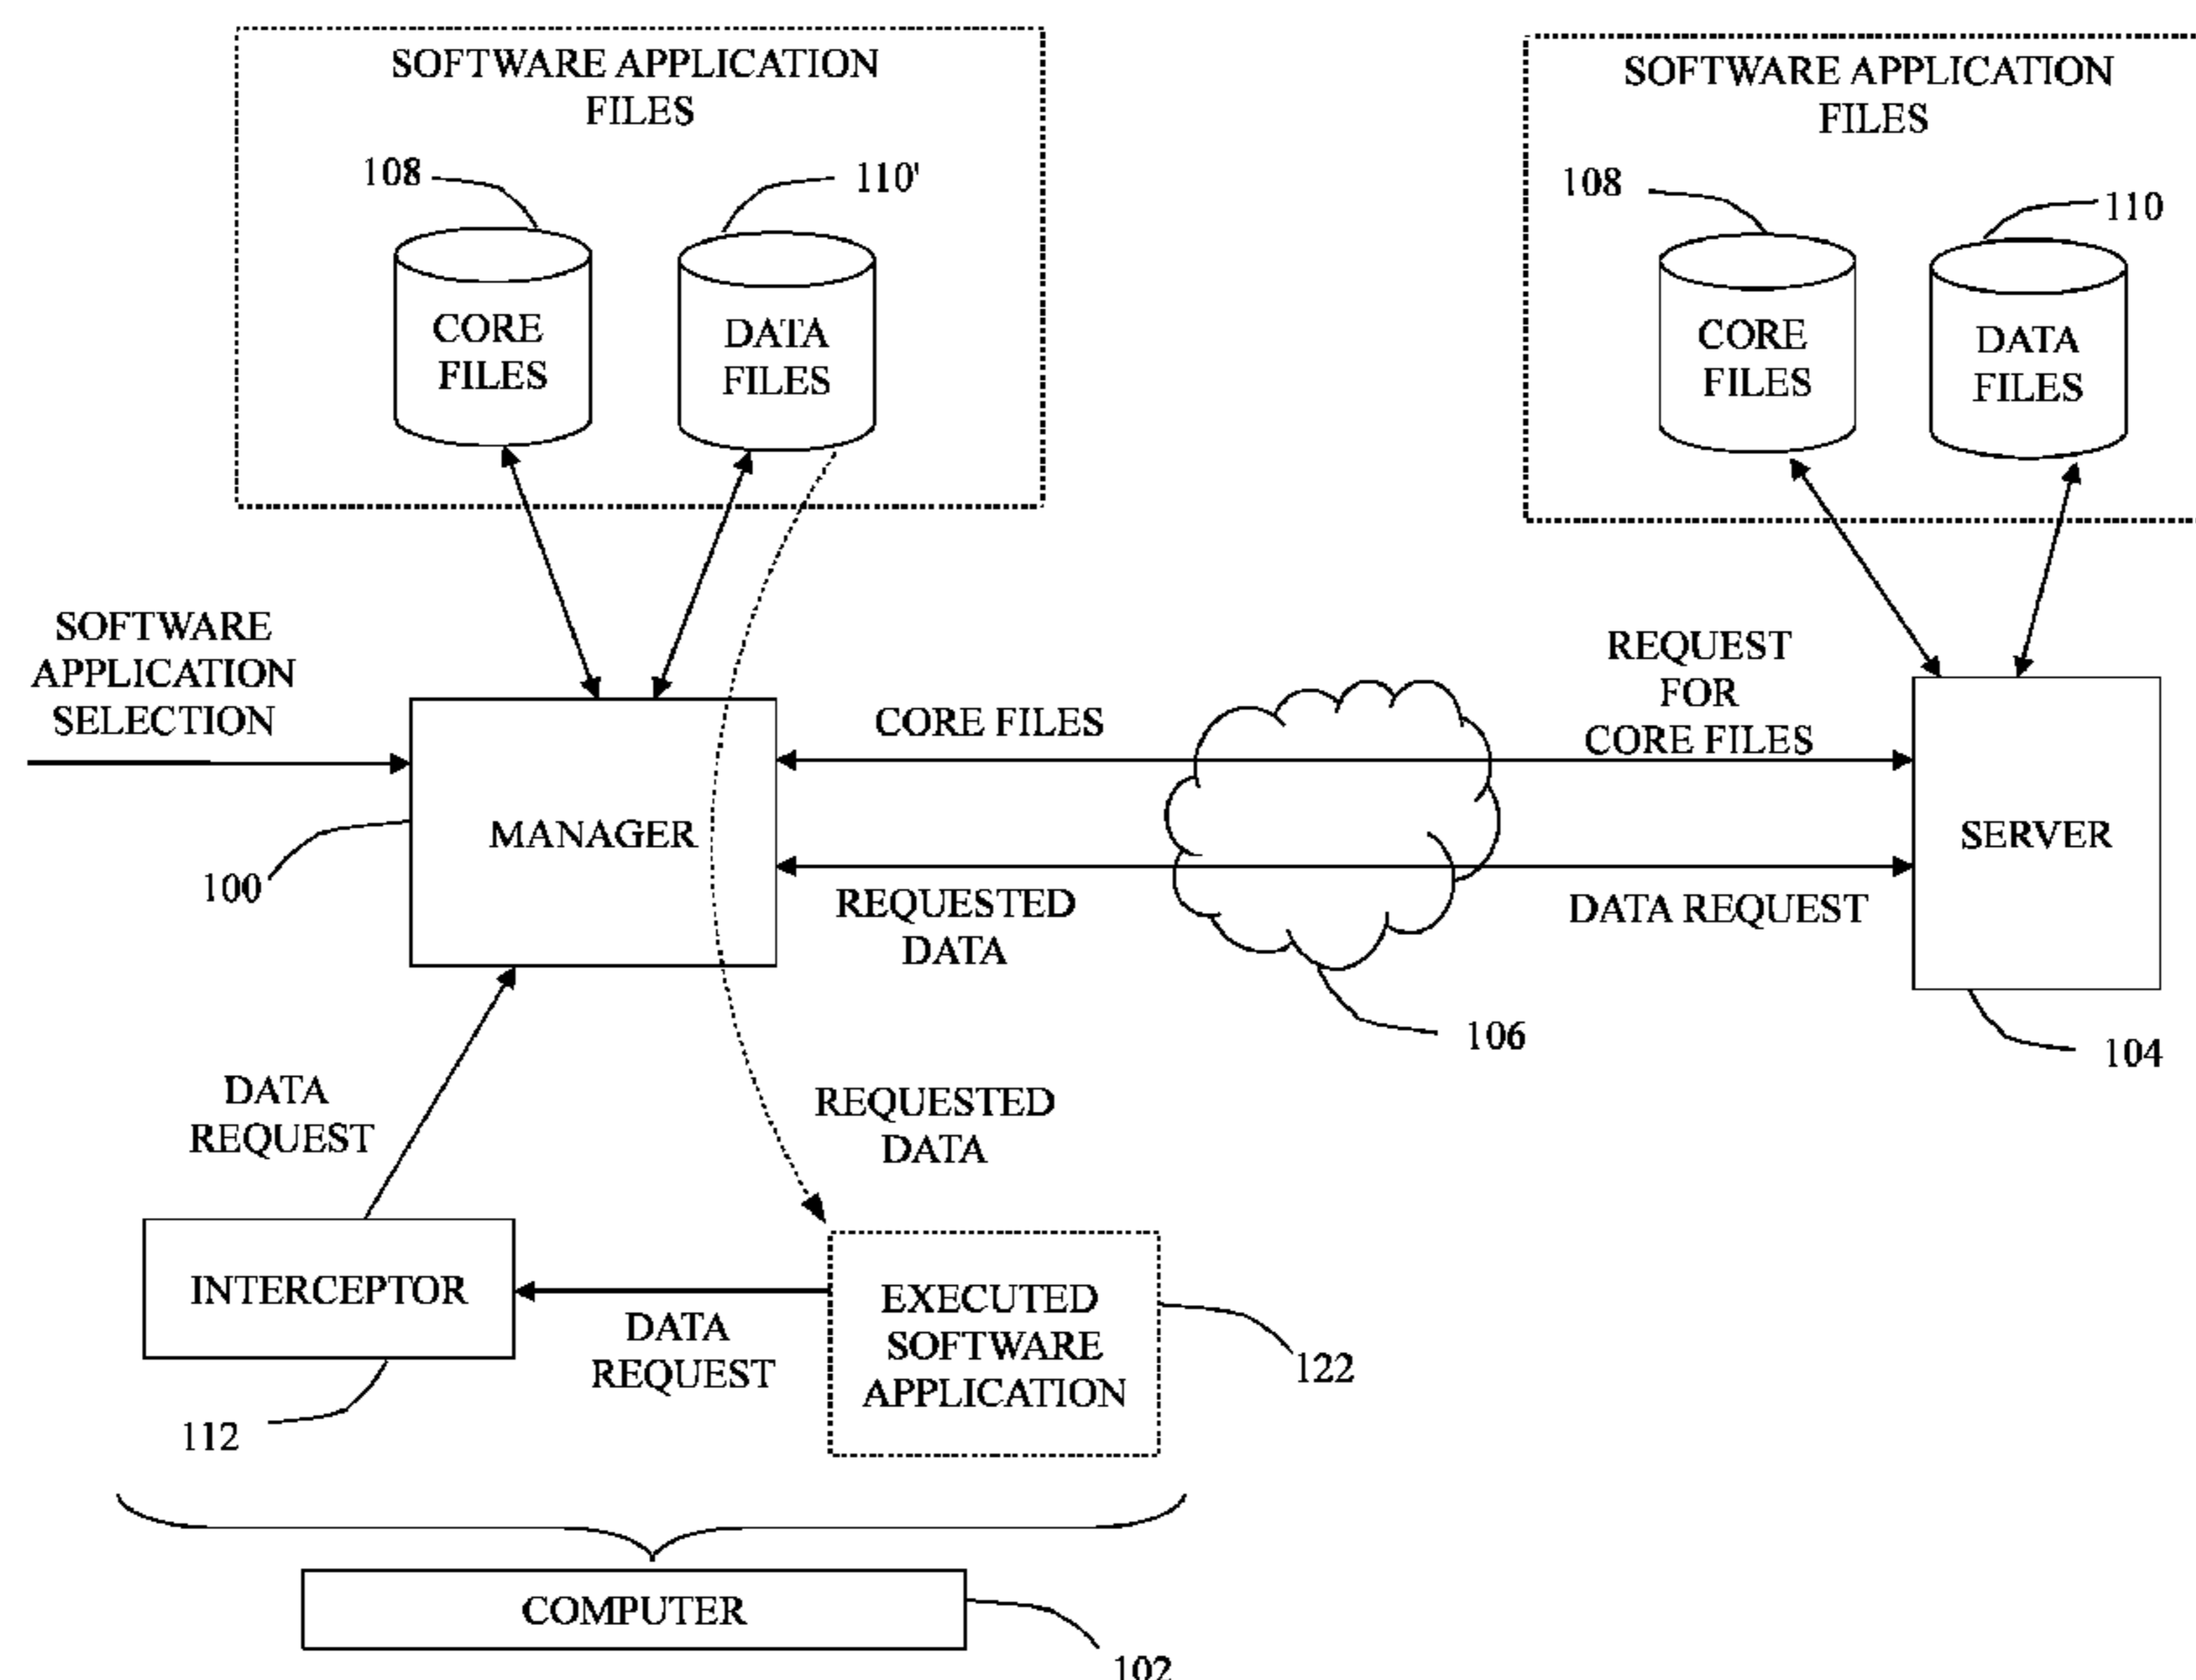 SOFTWARE APPLICATION
FILES
108
110'
CORE
FILES
DATA
FILES
SOFTWARE APPLICATION
FILES
108
110
CORE
FILES
DATA
FILES
SOFTWARE
APPLICATION
SELECTION
MANAGER
100
CORE FILES
REQUEST
FOR
CORE FILES
REQUESTED
DATA
DATA REQUEST
SERVER
106
104
DATA
REQUEST
REQUESTED
DATA
INTERCEPTOR
112
DATA
REQUEST
EXECUTED
SOFTWARE
APPLICATION
122
COMPUTER
102